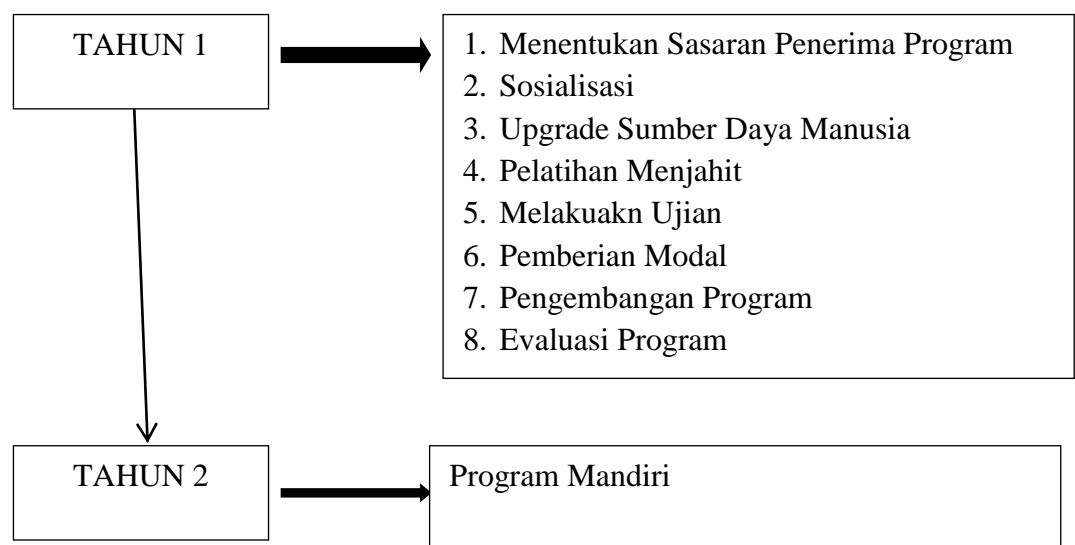 TAHUN 1
1. Menentukan Sasaran Penerima Program
2. Sosialisasi
3. Upgrade Sumber Daya Manusia
4. Pelatihan Menjahit
5. Melakuakn Ujian
6. Pemberian Modal
7. Pengembangan Program
8. Evaluasi Program
TAHUN 2
Program Mandiri